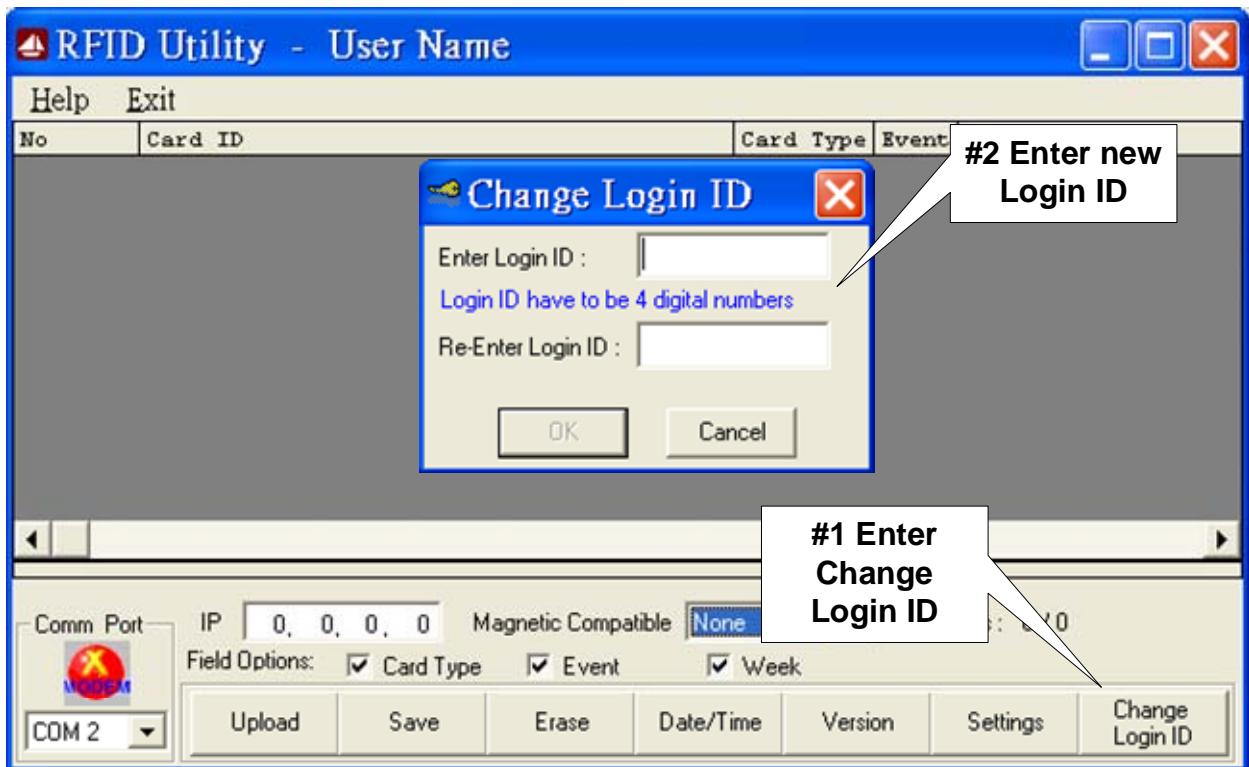 RFID Utility - User Name
Help Exit
No Card ID Card Type Event
#2 Enter new
Login ID
Change Login ID
Enter Login ID :
Login ID have to be 4 digital numbers
Re-Enter Login ID :
OK Cancel
#1 Enter
Change
Login ID
Comm Port
IP 0, 0, 0, 0 Magnetic Compatible None
Field Options: Card Type Event Week
X
MODEM
COM 2
Upload Save Erase Date/Time Version Settings Change
Login ID